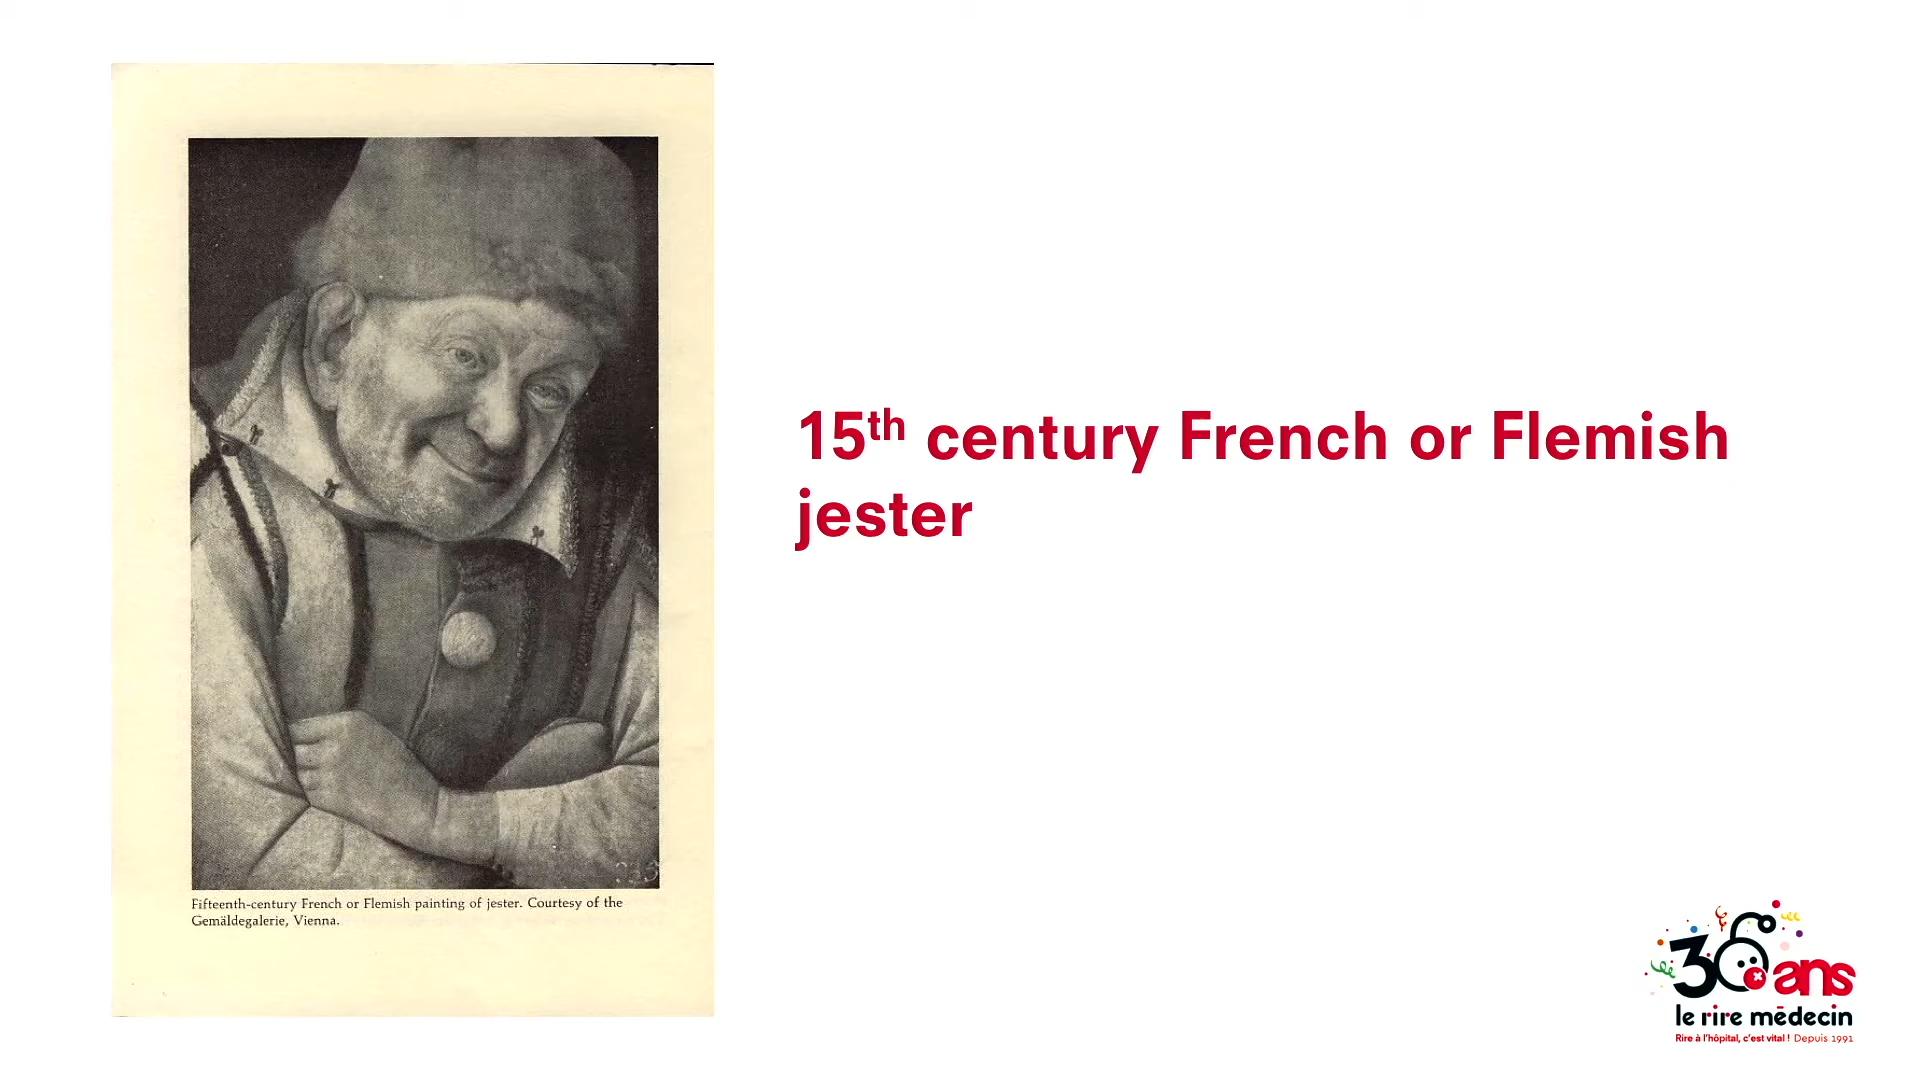 15th century French or Flemish
jester
Fifteenth-century French or Flemish painting of jester. Courtesy of the
Gemäldegalerie, Vienna.
30 ans
le rire médecin
Rire à l'hôpital, c'est vital ! Depuis 1991